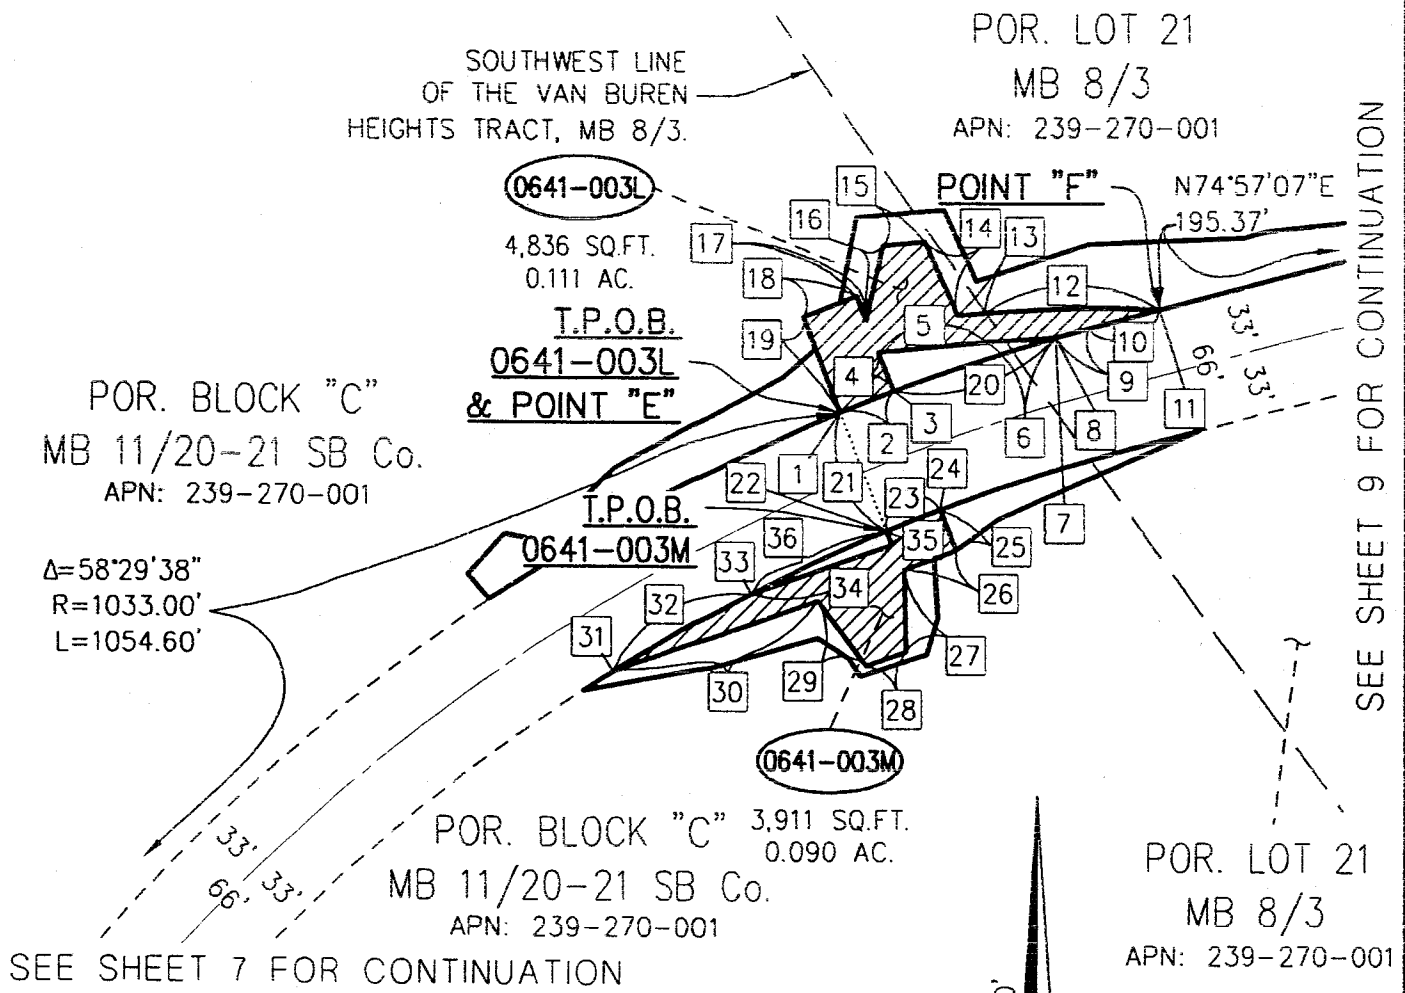 POR. LOT 21
MB 8/3
APN: 239-270-001
SOUTHWEST LINE
OF THE VAN BUREN
HEIGHTS TRACT, MB 8/3.
0641-003L
4,836 SQ.FT.
0.111 AC.
T.P.O.B.
0641-003L
& POINT "E"
POINT "F"
N74°57'07"E
195.37'
SEE SHEET 9 FOR CONTINUATION
15
16
14
13
17
18
12
5
19
10
4
20
9
3
11
2
6
8
33'
66'
33'
POR. BLOCK "C"
MB 11/20-21 SB Co.
APN: 239-270-001
1
22
21
24
23
7
T.P.O.B.
0641-003M
36
35
25
33
34
26
32
31
27
30
29
28
Δ=58°29'38"
R=1033.00'
L=1054.60'
0641-003M
3,911 SQ.FT.
0.090 AC.
33'
66'
33'
POR. BLOCK "C"
MB 11/20-21 SB Co.
APN: 239-270-001
POR. LOT 21
MB 8/3
APN: 239-270-001
SEE SHEET 7 FOR CONTINUATION